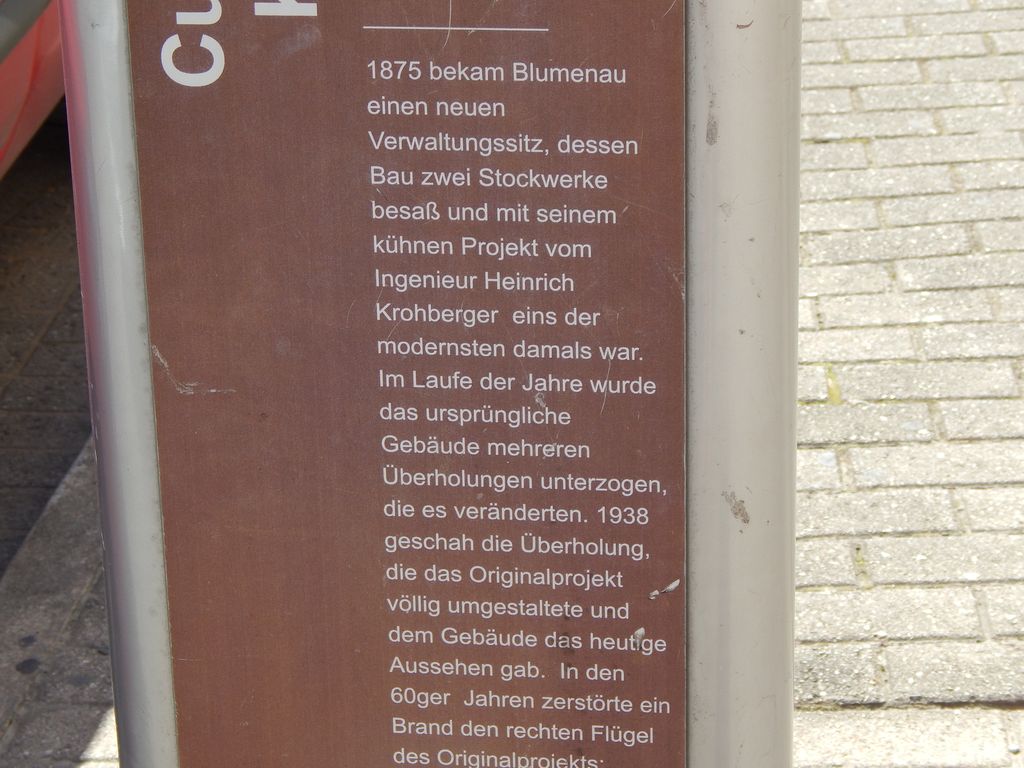 Cu
1875 bekam Blumenau
einen neuen
Verwaltungssitz, dessen
Bau zwei Stockwerke
besaß und mit seinem
kühnen Projekt vom
Ingenieur Heinrich
Krohberger  eins der
modernsten damals war.
Im Laufe der Jahre wurde
das ursprüngliche
Gebäude mehreren
Überholungen unterzogen,
die es veränderten. 1938
geschah die Überholung,
die das Originalprojekt
völlig umgestaltete und
dem Gebäude das heutige
Aussehen gab.  In den
60ger  Jahren zerstörte ein
Brand den rechten Flügel
des Originalprojekts;